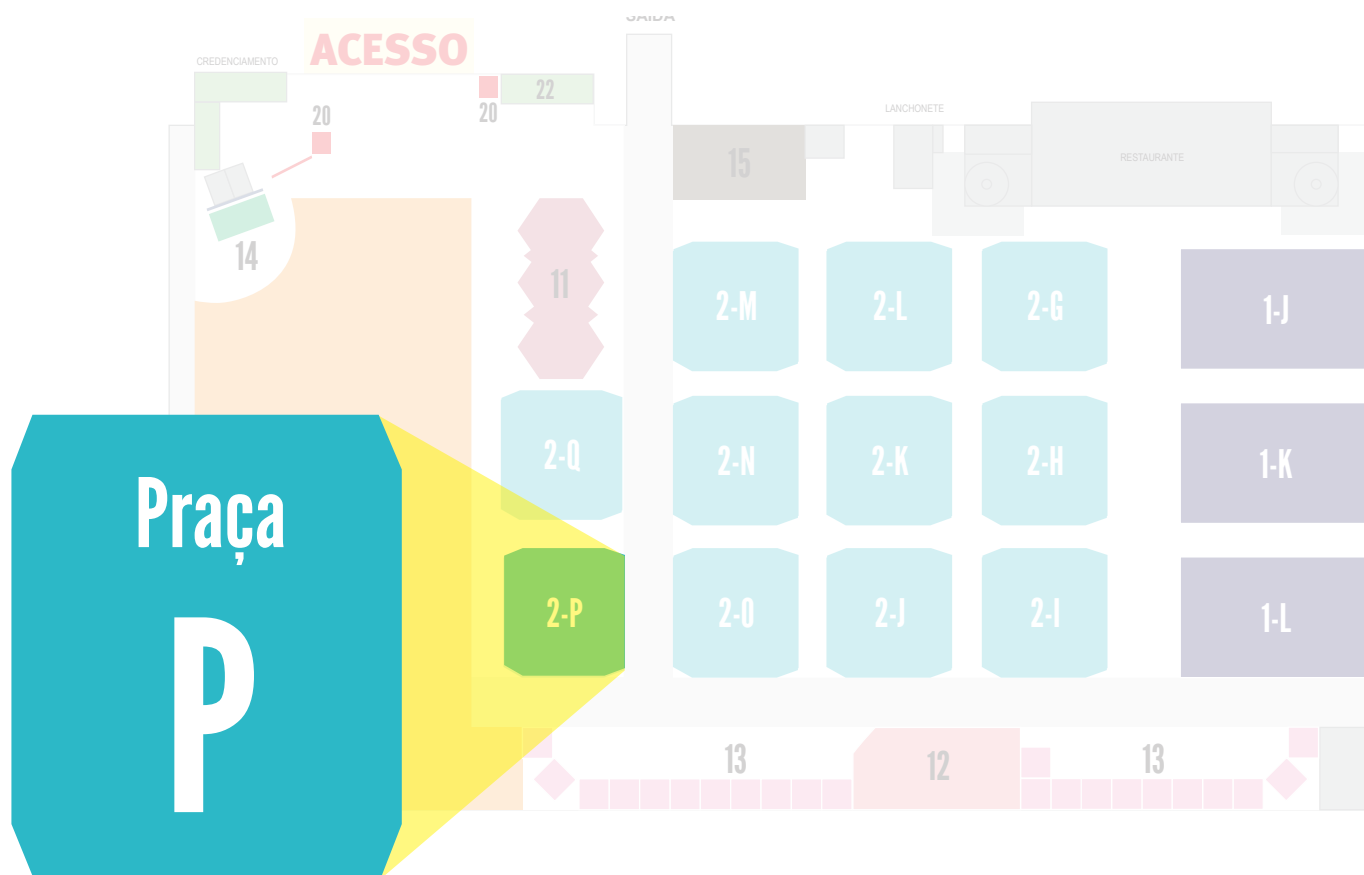 SAÍDA
ACESSO
CREDENCIAMENTO
22
20
20
LANCHONETE
15
RESTAURANTE
14
11
2-M
2-L
2-G
1-J
2-Q
2-N
2-K
2-H
1-K
Praça
P
2-P
2-O
2-J
2-I
1-L
13
12
13